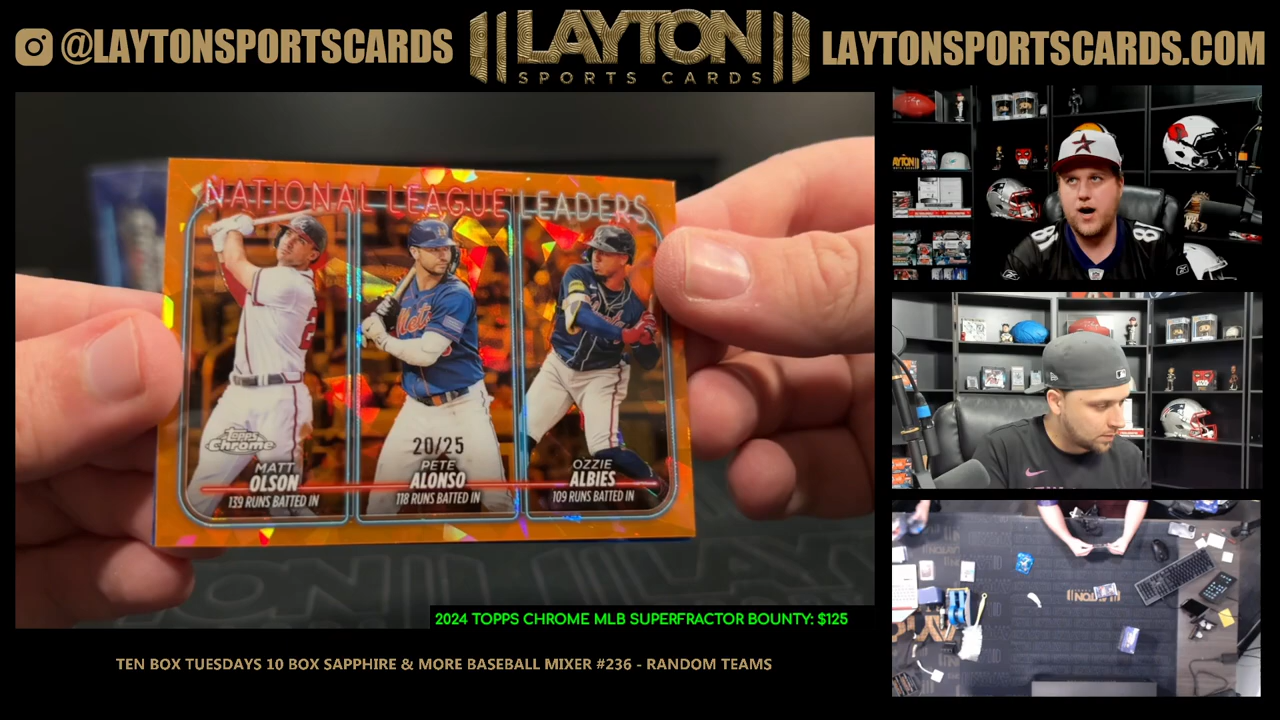 @LAYTONSPORTSCARDS
LAYTON
SPORTS CARDS
LAYTONSPORTSCARDS.COM
NATIONAL LEAGUE LEADERS
Topps
Chrome
MATT
OLSON
139 RUNS BATTED IN
20/25
PETE
ALONSO
118 RUNS BATTED IN
OZZIE
ALBIES
109 RUNS BATTED IN
2024 TOPPS CHROME MLB SUPERFRACTOR BOUNTY: $125
TEN BOX TUESDAYS 10 BOX SAPPHIRE & MORE BASEBALL MIXER #236 - RANDOM TEAMS